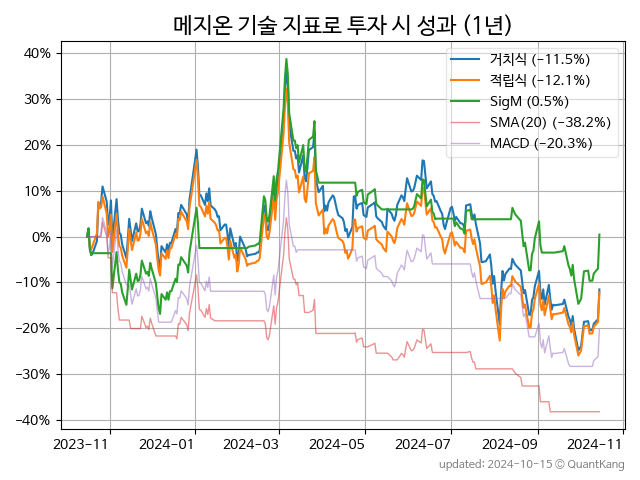 메지온 기술 지표로 투자 시 성과 (1년)
40%
30%
20%
10%
0%
−10%
−20%
−30%
−40%
거치식 (−11.5%)
적립식 (−12.1%)
SigM (0.5%)
SMA(20) (−38.2%)
MACD (−20.3%)
2023-11
2024-01
2024-03
2024-05
2024-07
2024-09
2024-11
updated: 2024-10-15 © QuantKang